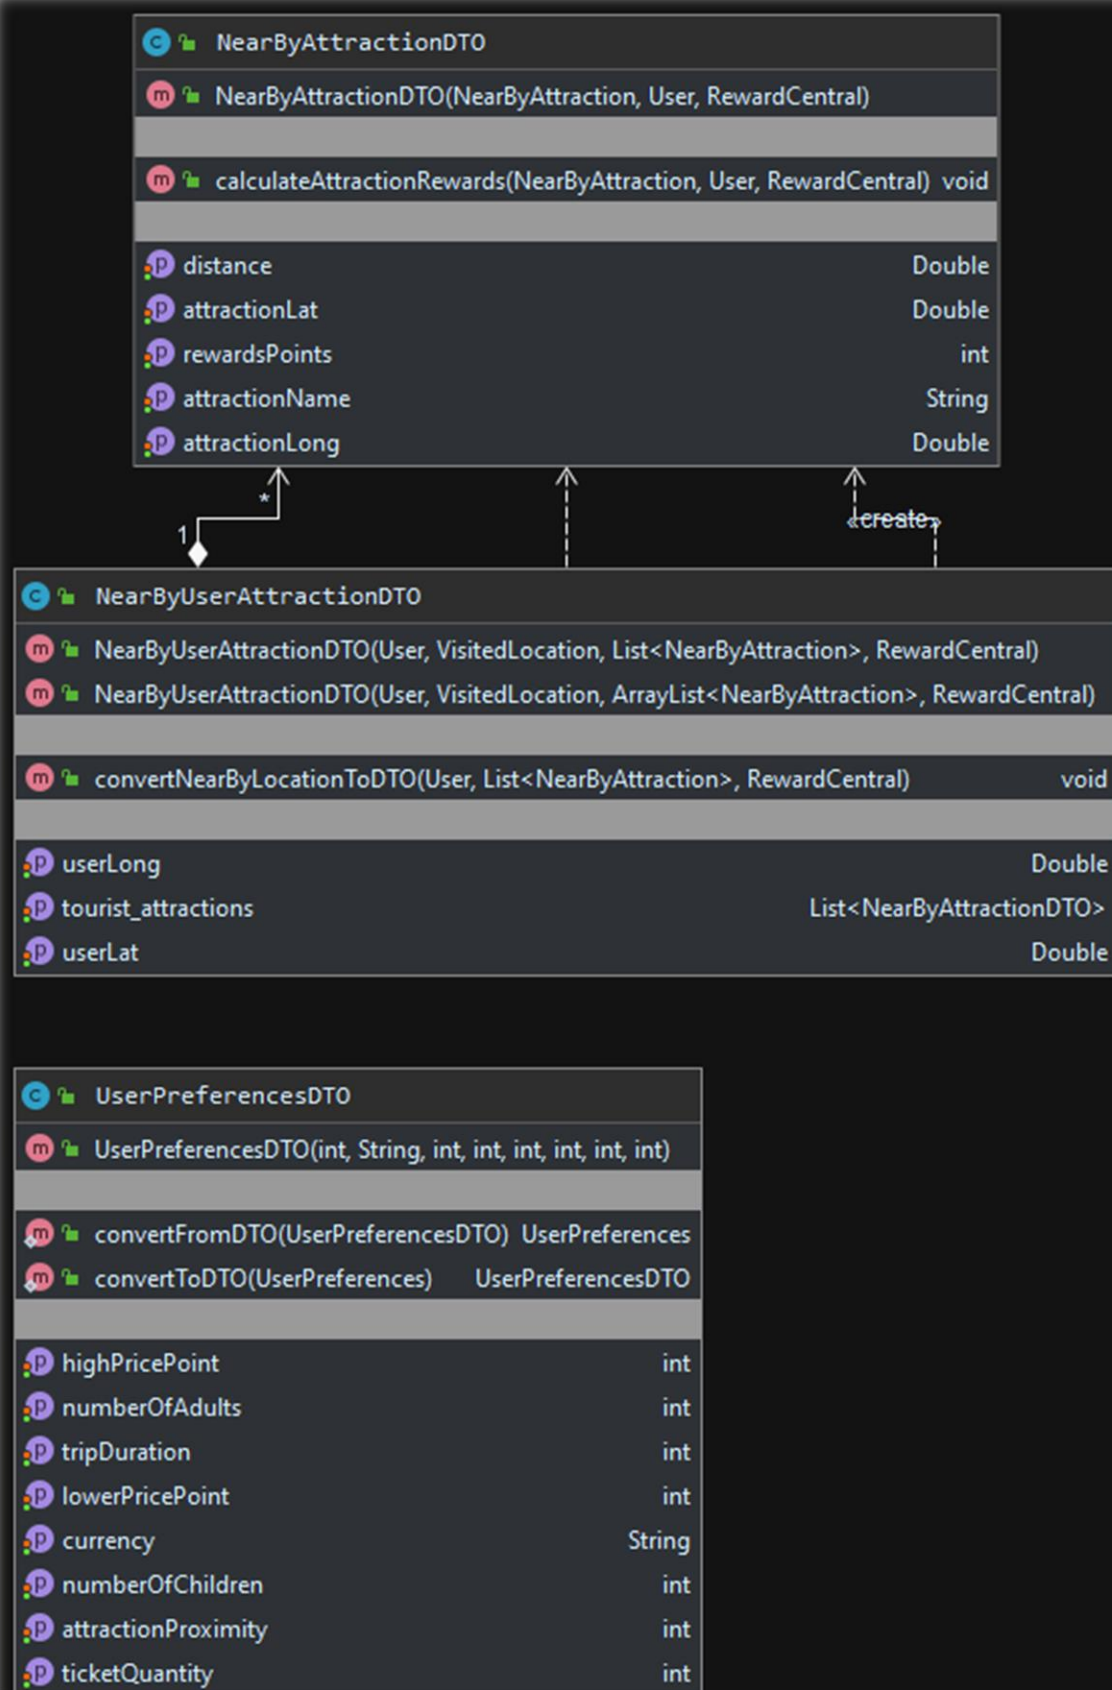 NearByAttractionDTO
NearByAttractionDTO(NearByAttraction, User, RewardCentral)
calculateAttractionRewards(NearByAttraction, User, RewardCentral) void
distance Double
attractionLat Double
rewardsPoints int
attractionName String
attractionLong Double
*
«create»
1
NearByUserAttractionDTO
NearByUserAttractionDTO(User, VisitedLocation, List<NearByAttraction>, RewardCentral)
NearByUserAttractionDTO(User, VisitedLocation, ArrayList<NearByAttraction>, RewardCentral)
convertNearByLocationToDTO(User, List<NearByAttraction>, RewardCentral) void
userLong Double
tourist_attractions List<NearByAttractionDTO>
userLat Double
UserPreferencesDTO
UserPreferencesDTO(int, String, int, int, int, int, int, int)
convertFromDTO(UserPreferencesDTO) UserPreferences
convertToDTO(UserPreferences) UserPreferencesDTO
highPricePoint int
numberOfAdults int
tripDuration int
lowerPricePoint int
currency String
numberOfChildren int
attractionProximity int
ticketQuantity int